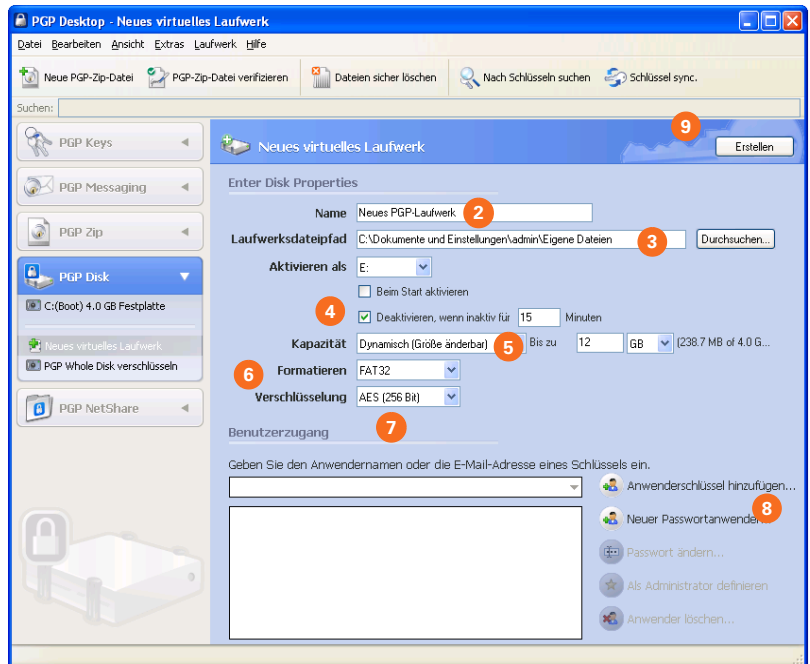 PGP Desktop - Neues virtuelles Laufwerk
Datei Bearbeiten Ansicht Extras Laufwerk Hilfe
Neue PGP-Zip-Datei PGP-Zip-Datei verifizieren Dateien sicher löschen Nach Schlüsseln suchen Schlüssel sync.
Suchen:
PGP Keys
PGP Messaging
PGP Zip
PGP Disk
C:(Boot) 4.0 GB Festplatte
Neues virtuelles Laufwerk
PGP Whole Disk verschlüsseln
PGP NetShare
9
Neues virtuelles Laufwerk Erstellen
Enter Disk Properties
Name Neues PGP-Laufwerk 2
Laufwerksdateipfad C:\Dokumente und Einstellungen\admin\Eigene Dateien 3 Durchsuchen...
Aktivieren als E:
Beim Start aktivieren
4 Deaktivieren, wenn inaktiv für 15 Minuten
Kapazität Dynamisch (Größe änderbar) 5 Bis zu 12 GB (238.7 MB of 4.0 G...
6 Formatieren FAT32
Verschlüsselung AES (256 Bit)
7
Benutzerzugang
Geben Sie den Anwendernamen oder die E-Mail-Adresse eines Schlüssels ein.
Anwenderschlüssel hinzufügen...
8
Neuer Passwortanwender...
Passwort ändern...
Als Administrator definieren
Anwender löschen...